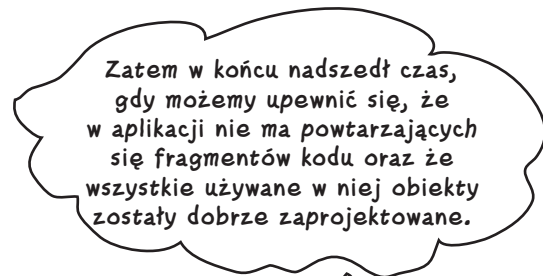 Zatem w końcu nadszedł czas,
gdy możemy upewnić się, że
w aplikacji nie ma powtarzających
się fragmentów kodu oraz że
wszystkie używane w niej obiekty
zostały dobrze zaprojektowane.